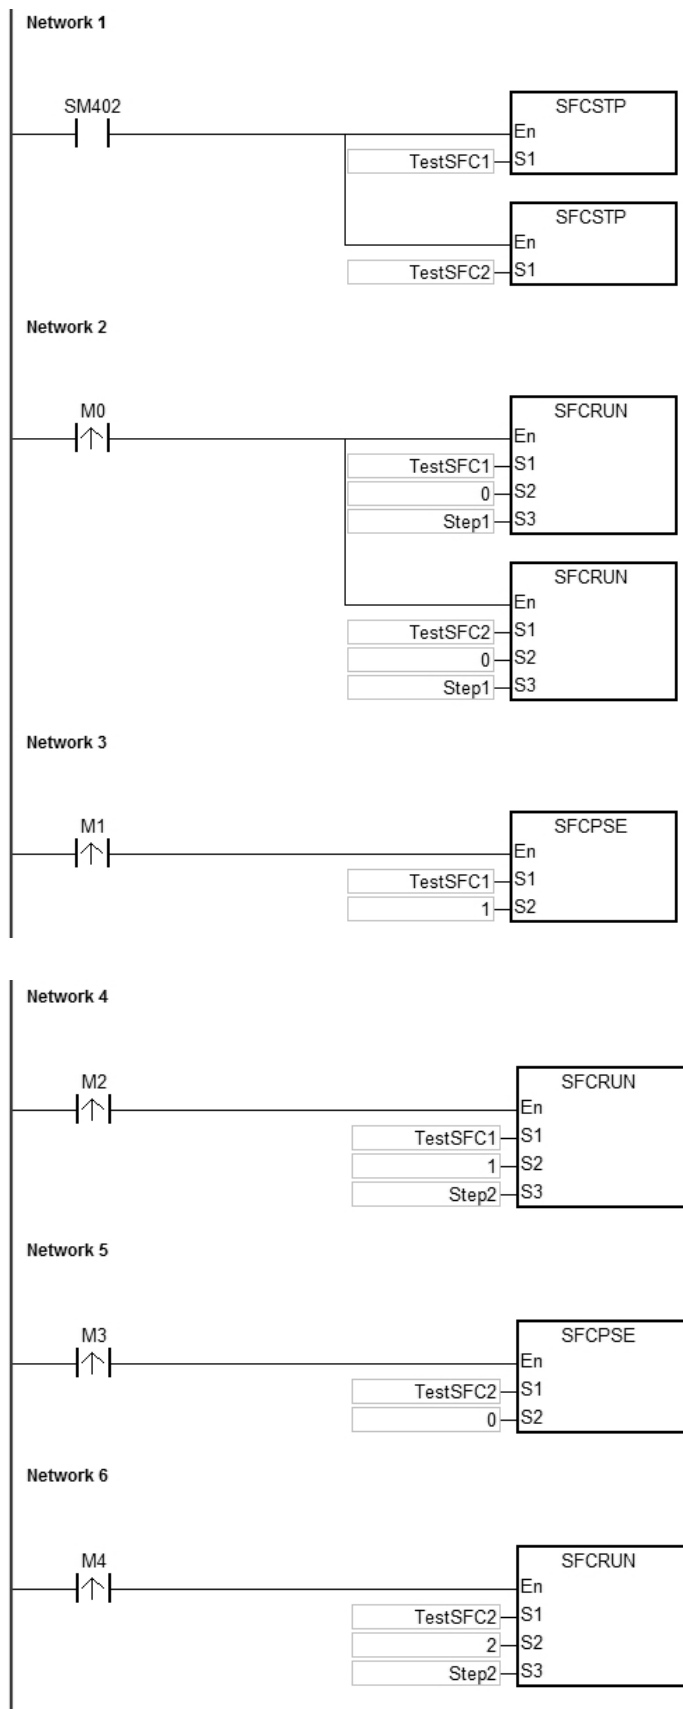 Network 1
SM402
SFCSTP
En
TestSFC1 S1
SFCSTP
En
TestSFC2 S1
Network 2
M0
SFCRUN
En
TestSFC1 S1
0 S2
Step1 S3
SFCRUN
En
TestSFC2 S1
0 S2
Step1 S3
Network 3
M1
SFCPSE
En
TestSFC1 S1
1 S2
Network 4
M2
SFCRUN
En
TestSFC1 S1
1 S2
Step2 S3
Network 5
M3
SFCPSE
En
TestSFC2 S1
0 S2
Network 6
M4
SFCRUN
En
TestSFC2 S1
2 S2
Step2 S3